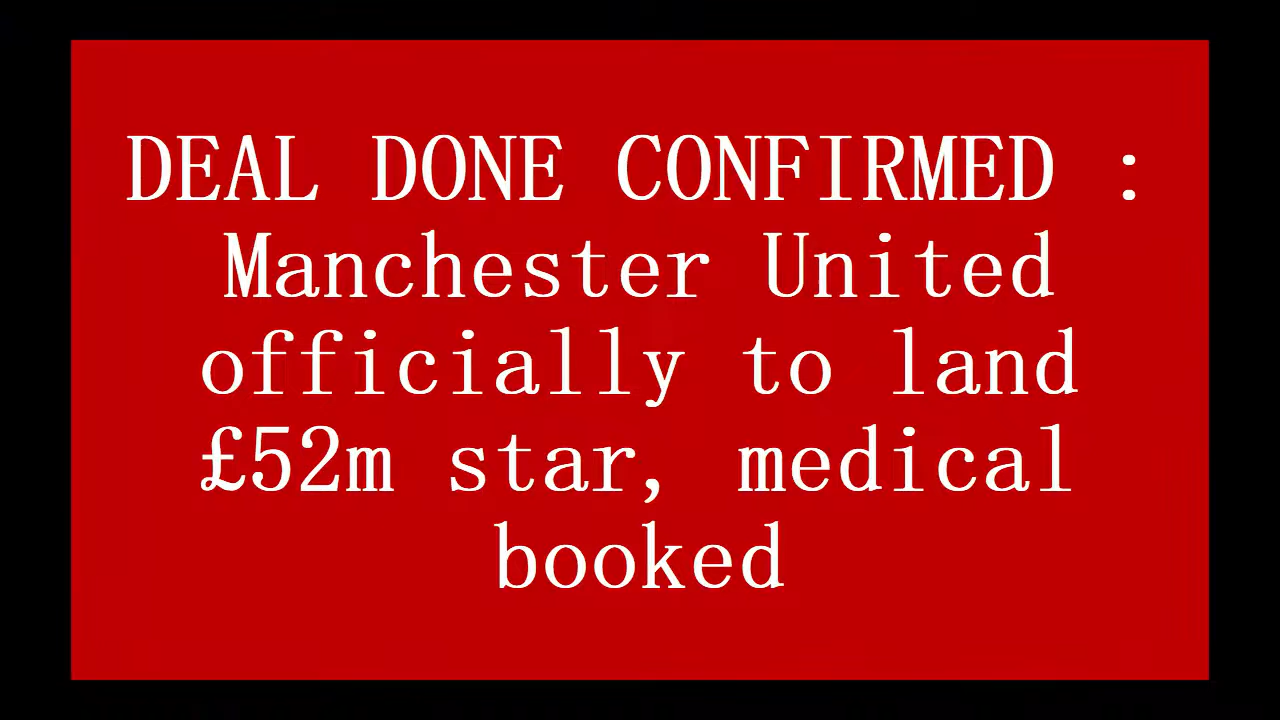 DEAL DONE CONFIRMED :
Manchester United
officially to land
£52m star, medical
booked